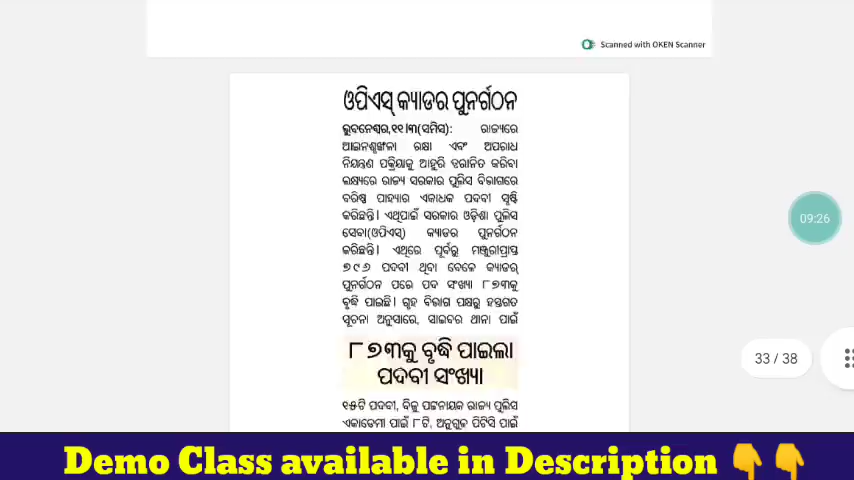 Scanned with OKEN Scanner
ଓପିଏସ୍ କ୍ୟାଡର ପୁନର୍ଗଠନ
ଭୁବନେଶ୍ୱର,୧୧।୩(ସମିସ): ରାଜ୍ୟରେ
ଆଇନଶୃଙ୍ଖଳା ରକ୍ଷା ଏବଂ ଅପରାଧ
ନିୟନ୍ତ୍ରଣ ପ୍ରକ୍ରିୟାକୁ ଆହୁରି ତ୍ୱରାନ୍ୱିତ କରିବା
ଲକ୍ଷ୍ୟରେ ରାଜ୍ୟ ସରକାର ପୁଲିସ ବିଭାଗରେ
ବରିଷ୍ଠ ପାହ୍ୟାର ଏକାଧିକ ପଦବୀ ସୃଷ୍ଟି
କରିଛନ୍ତି। ଏଥିପାଇଁ ସରକାର ଓଡ଼ିଶା ପୁଲିସ
ସେବା(ଓପିଏସ୍) କ୍ୟାଡର ପୁନର୍ଗଠନ
କରିଛନ୍ତି। ଏଥିରେ ପୂର୍ବରୁ ମଞ୍ଜୁରୀପ୍ରାପ୍ତ
୭୯୬ ପଦବୀ ଥିବା ବେଳେ କ୍ୟାଡର୍
ପୁନର୍ଗଠନ ପରେ ପଦ ସଂଖ୍ୟା ୮୭୩କୁ
ବୃଦ୍ଧି ପାଇଛି। ଗୃହ ବିଭାଗ ପକ୍ଷରୁ ହସ୍ତଗତ
ସୂଚନା ଅନୁସାରେ, ସାଇବର ଥାନା ପାଇଁ
୮୭୩କୁ ବୃଦ୍ଧି ପାଇଲା
ପଦବୀ ସଂଖ୍ୟା
୧୫ଟି ପଦବୀ, ବିଜୁ ପଟ୍ଟନାୟକ ରାଜ୍ୟ ପୁଲିସ
ଏକାଡେମୀ ପାଇଁ ୮ଟି, ଅନୁଗୁଳ ପିଟିସି ପାଇଁ
09:26
33 / 38
Demo Class available in Description 👇👇